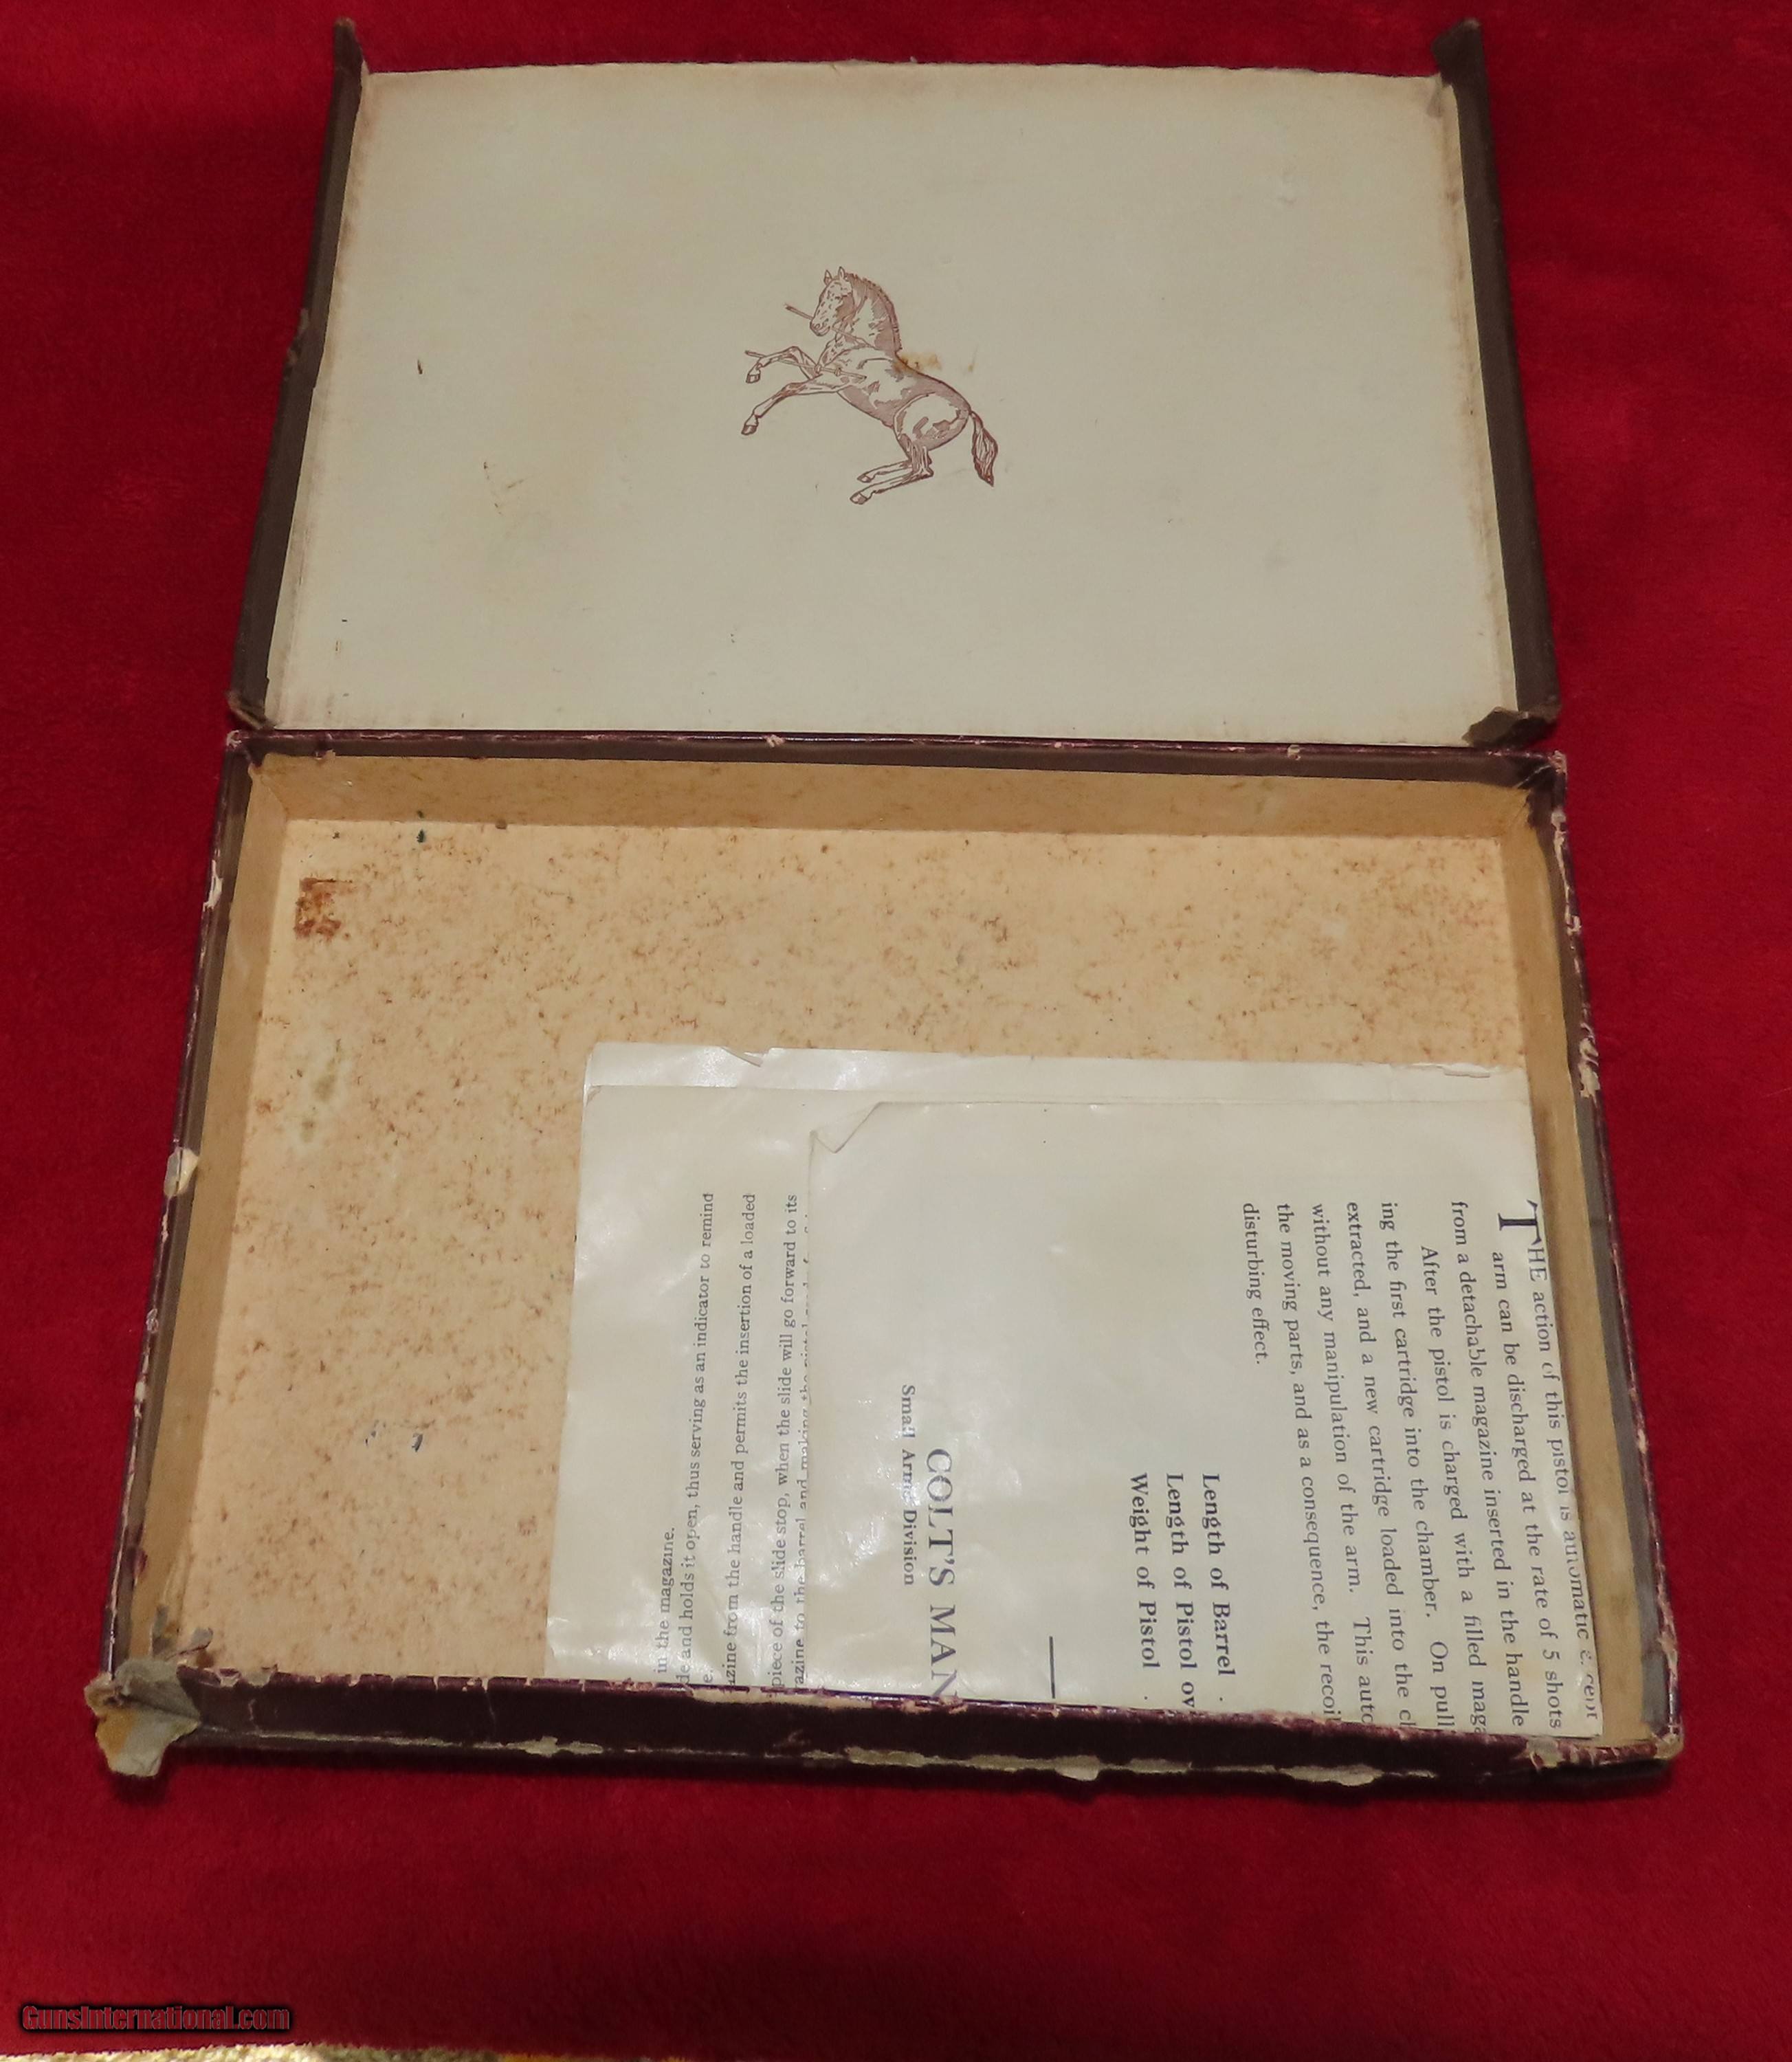 THE action of this pistol is automatic
arm can be discharged at the rate of 5 shots
from a detachable magazine inserted in the handle
After the pistol is charged with a filled maga
ing the first cartridge into the chamber. On pull
extracted, and a new cartridge loaded into the cl
without any manipulation of the arm. This auto
the moving parts, and as a consequence, the recoil
disturbing effect.
Length of Barrel .
Length of Pistol ov
Weight of Pistol .
COLT'S MAN
Small Arms Division
piece of the slide stop, when the slide will go forward to its
azine from the handle and permits the insertion of a loaded
e.
de and holds it open, thus serving as an indicator to remind
in the magazine.
GunsInternational.com